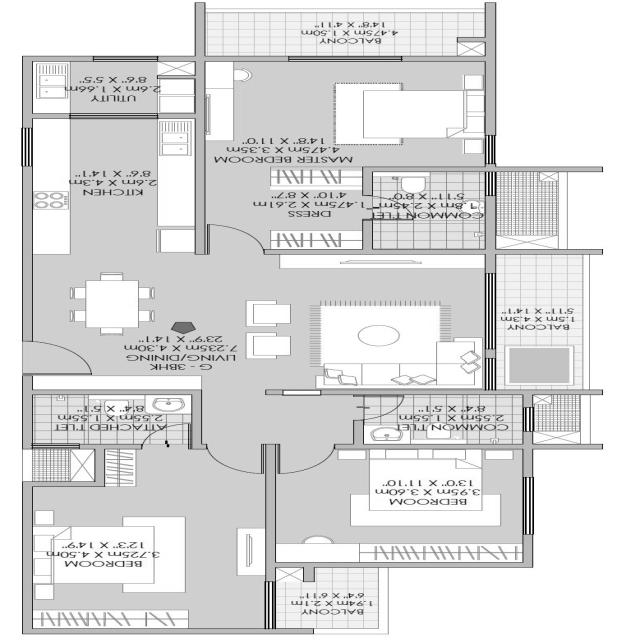 BALCONY
1.94m X 2.1m
6'4" X 6'11"
BEDROOM
3.725m X 4.50m
12'3" X 14'9"
BEDROOM
3.95m X 3.60m
13'0" X 11'10"
COMMON TLET
2.55m X 1.55m
8'4" X 5'1"
ATTACHED TLET
2.55m X 1.55m
8'4" X 5'1"
G - 3BHK
LIVING/DINING
7.235m X 4.30m
23'9" X 14'1"
BALCONY
1.5m X 4.3m
5'11" X 14'1"
COMMON TLET
1.8m X 2.45m
5'11" X 8'0"
DRESS
1.475m X 2.61m
4'10" X 8'7"
KITCHEN
2.6m X 4.3m
8'6" X 14'1"
MASTER BEDROOM
4.475m X 3.35m
14'8" X 11'0"
UTILITY
2.6m X 1.66m
8'6" X 5'5"
BALCONY
4.475m X 1.50m
14'8" X 4'11"